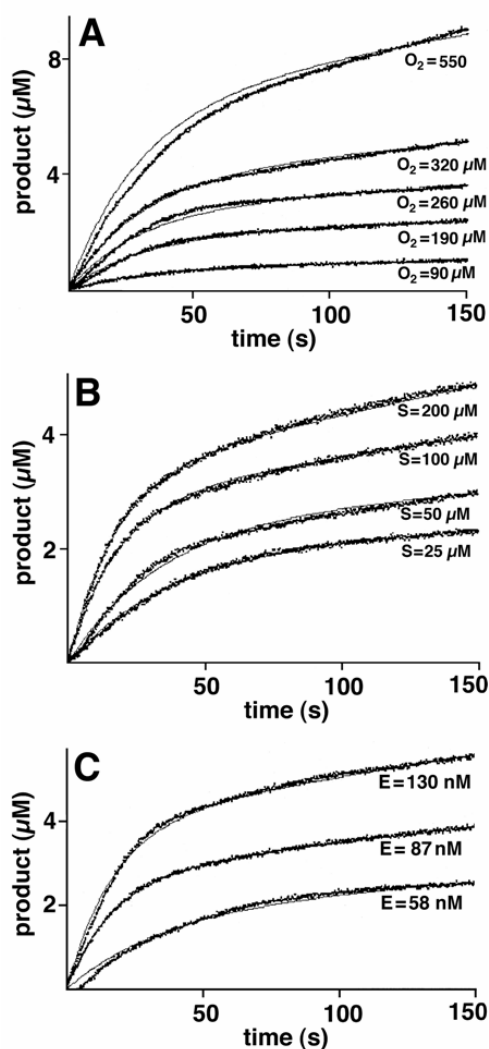 A
8
4
product (µM)
O2=550
O2=320 µM
O2=260 µM
O2=190 µM
O2=90 µM
50
100
150
time (s)
B
4
2
product (µM)
S=200 µM
S=100 µM
S=50 µM
S=25 µM
50
100
150
time (s)
C
4
2
product (µM)
E=130 nM
E=87 nM
E=58 nM
50
100
150
time (s)